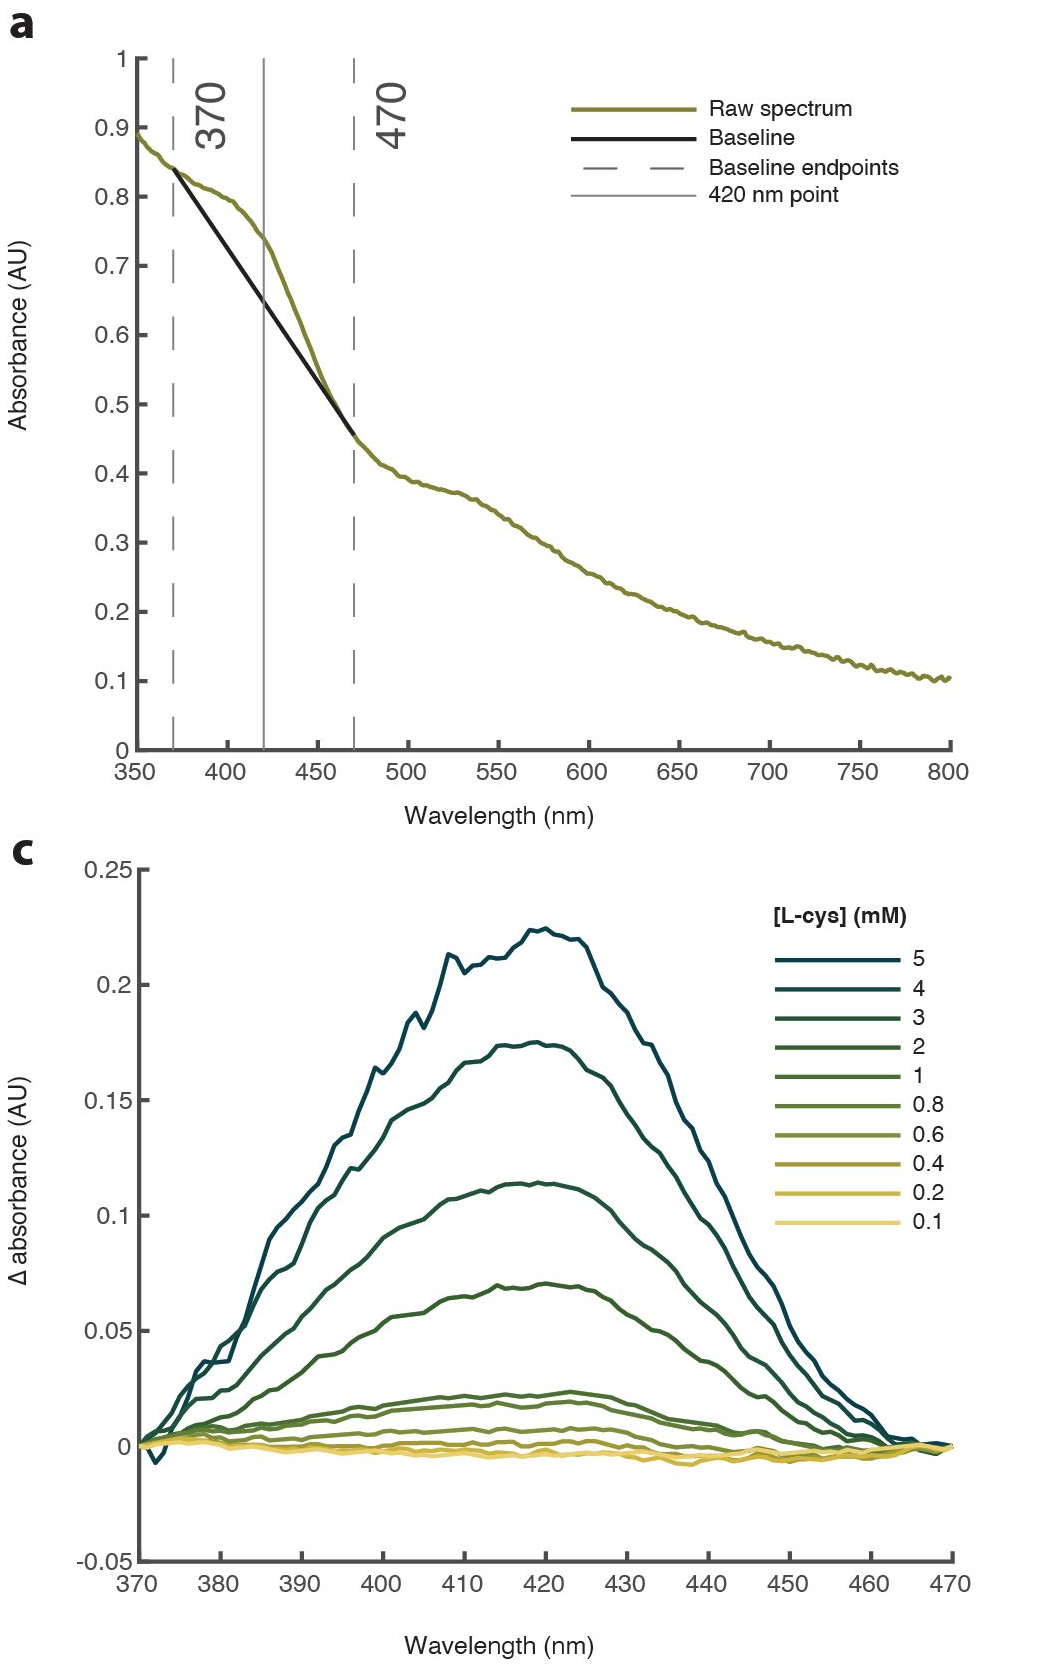 a
1
0.9
0.8
0.7
0.6
0.5
0.4
0.3
0.2
0.1
0
370
470
Raw spectrum
Baseline
Baseline endpoints
420 nm point
Absorbance (AU)
350 400 450 500 550 600 650 700 750 800
Wavelength (nm)
c
0.25
0.2
0.15
0.1
0.05
0
-0.05
[L-cys] (mM)
5
4
3
2
1
0.8
0.6
0.4
0.2
0.1
Δ absorbance (AU)
370 380 390 400 410 420 430 440 450 460 470
Wavelength (nm)